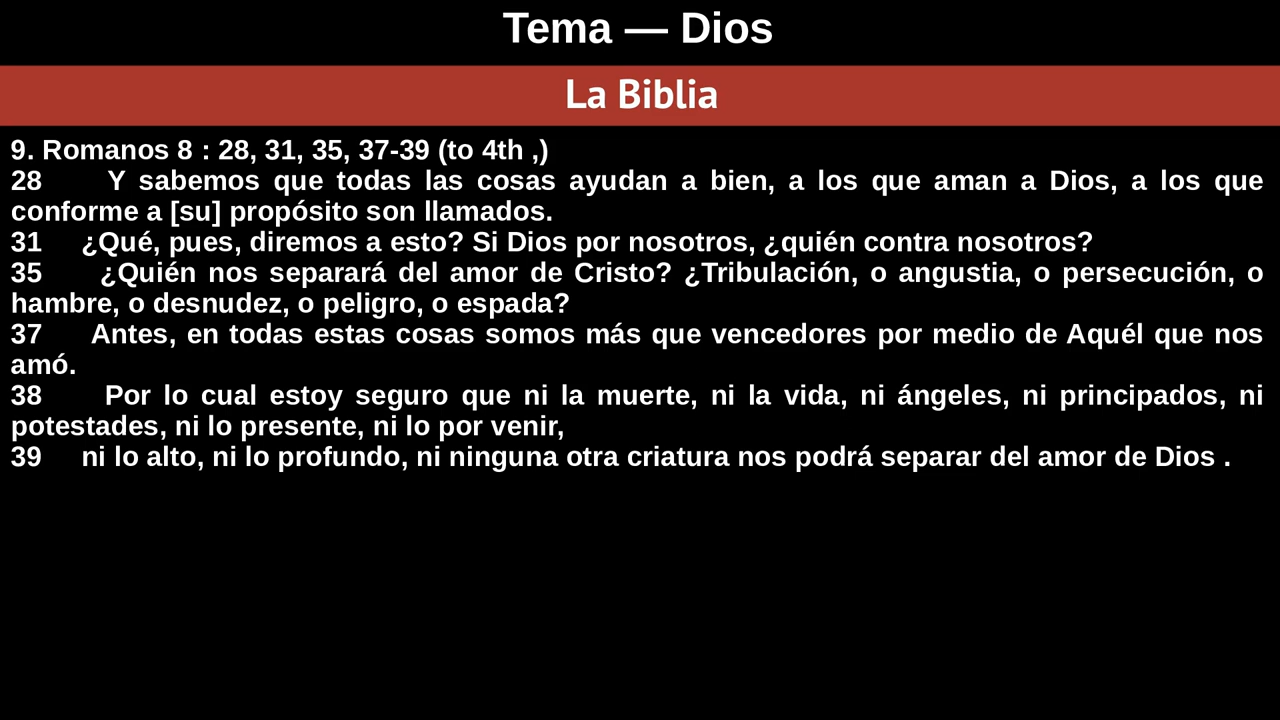 Tema — Dios
La Biblia
9. Romanos 8 : 28, 31, 35, 37-39 (to 4th ,)
28 Y sabemos que todas las cosas ayudan a bien, a los que aman a Dios, a los que
conforme a [su] propósito son llamados.
31 ¿Qué, pues, diremos a esto? Si Dios por nosotros, ¿quién contra nosotros?
35 ¿Quién nos separará del amor de Cristo? ¿Tribulación, o angustia, o persecución, o
hambre, o desnudez, o peligro, o espada?
37 Antes, en todas estas cosas somos más que vencedores por medio de Aquél que nos
amó.
38 Por lo cual estoy seguro que ni la muerte, ni la vida, ni ángeles, ni principados, ni
potestades, ni lo presente, ni lo por venir,
39 ni lo alto, ni lo profundo, ni ninguna otra criatura nos podrá separar del amor de Dios .